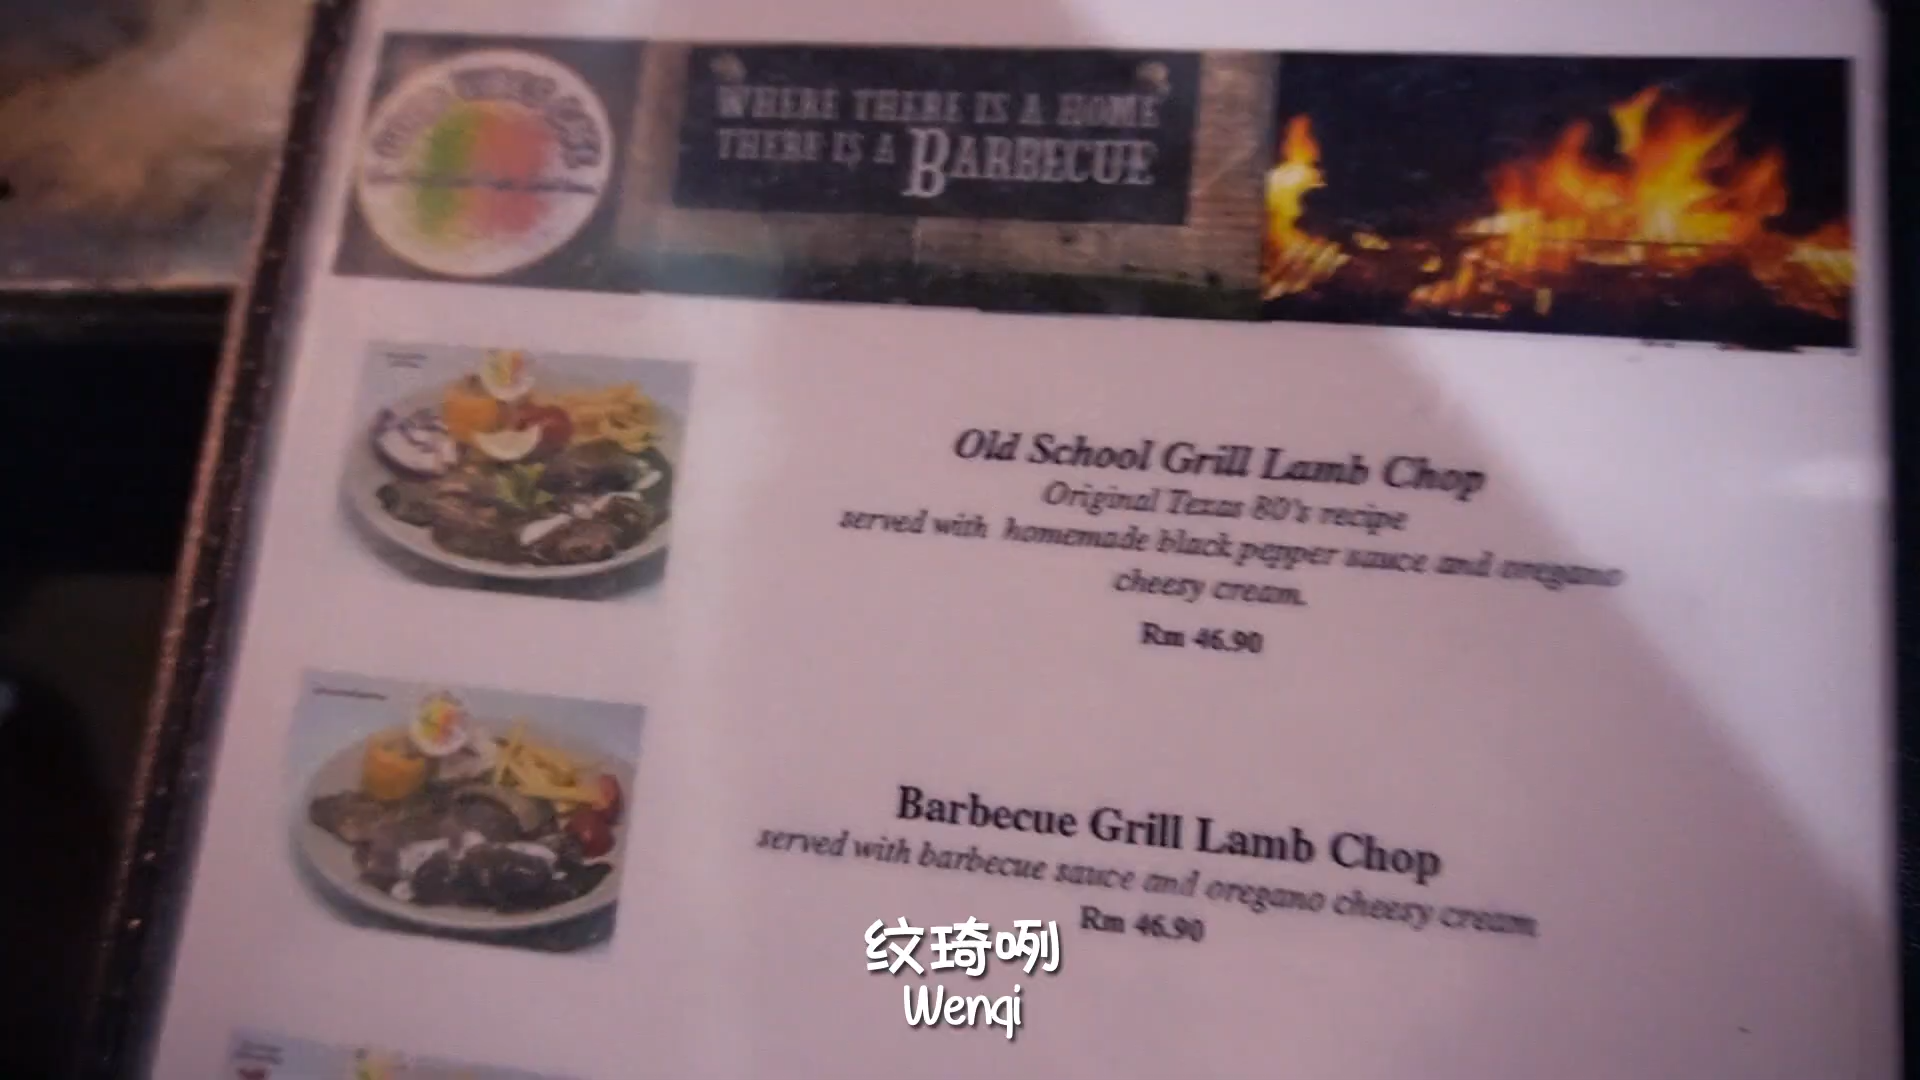 WHERE THERE IS A HOME
THERE IS A BARBECUE
Old School Grill Lamb Chop
Original Texas 80's recipe
served with homemade black pepper sauce and oregano
cheesy cream.
Rm 46.90
Barbecue Grill Lamb Chop
served with barbecue sauce and oregano cheesy cream
Rm 46.90
纹琦咧
Wenqi